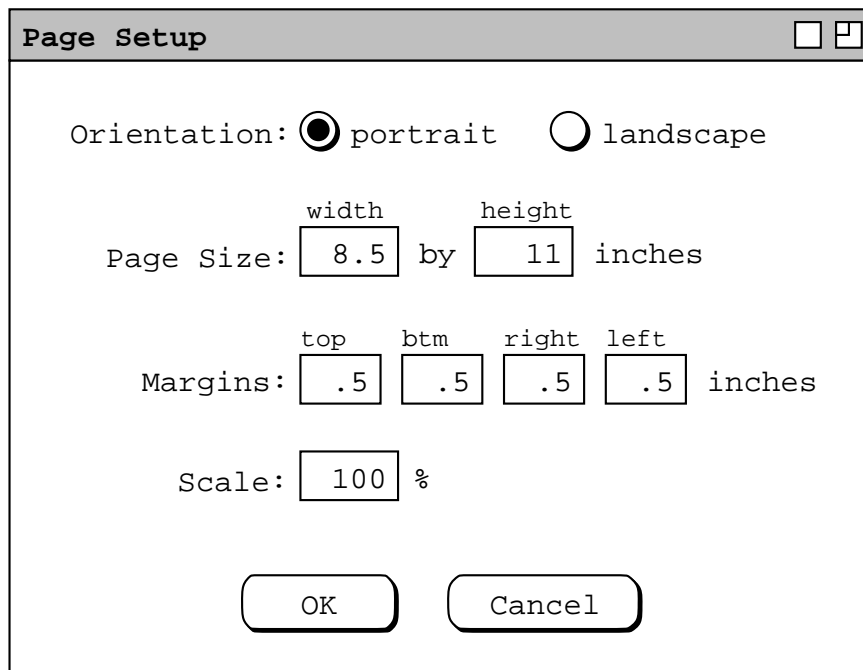 Page Setup
Orientation: portrait landscape
width height
Page Size: 8.5 by 11 inches
top btm right left
Margins: .5 .5 .5 .5 inches
Scale: 100 %
OK Cancel